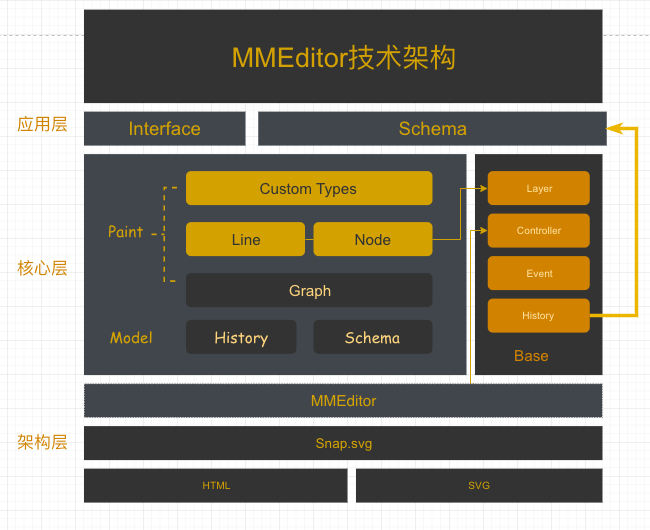 MMEditor技术架构
应用层
Interface
Schema
核心层
Paint
Custom Types
Line
Node
Graph
Model
History
Schema
Layer
Controller
Event
History
Base
架构层
MMEditor
Snap.svg
HTML
SVG